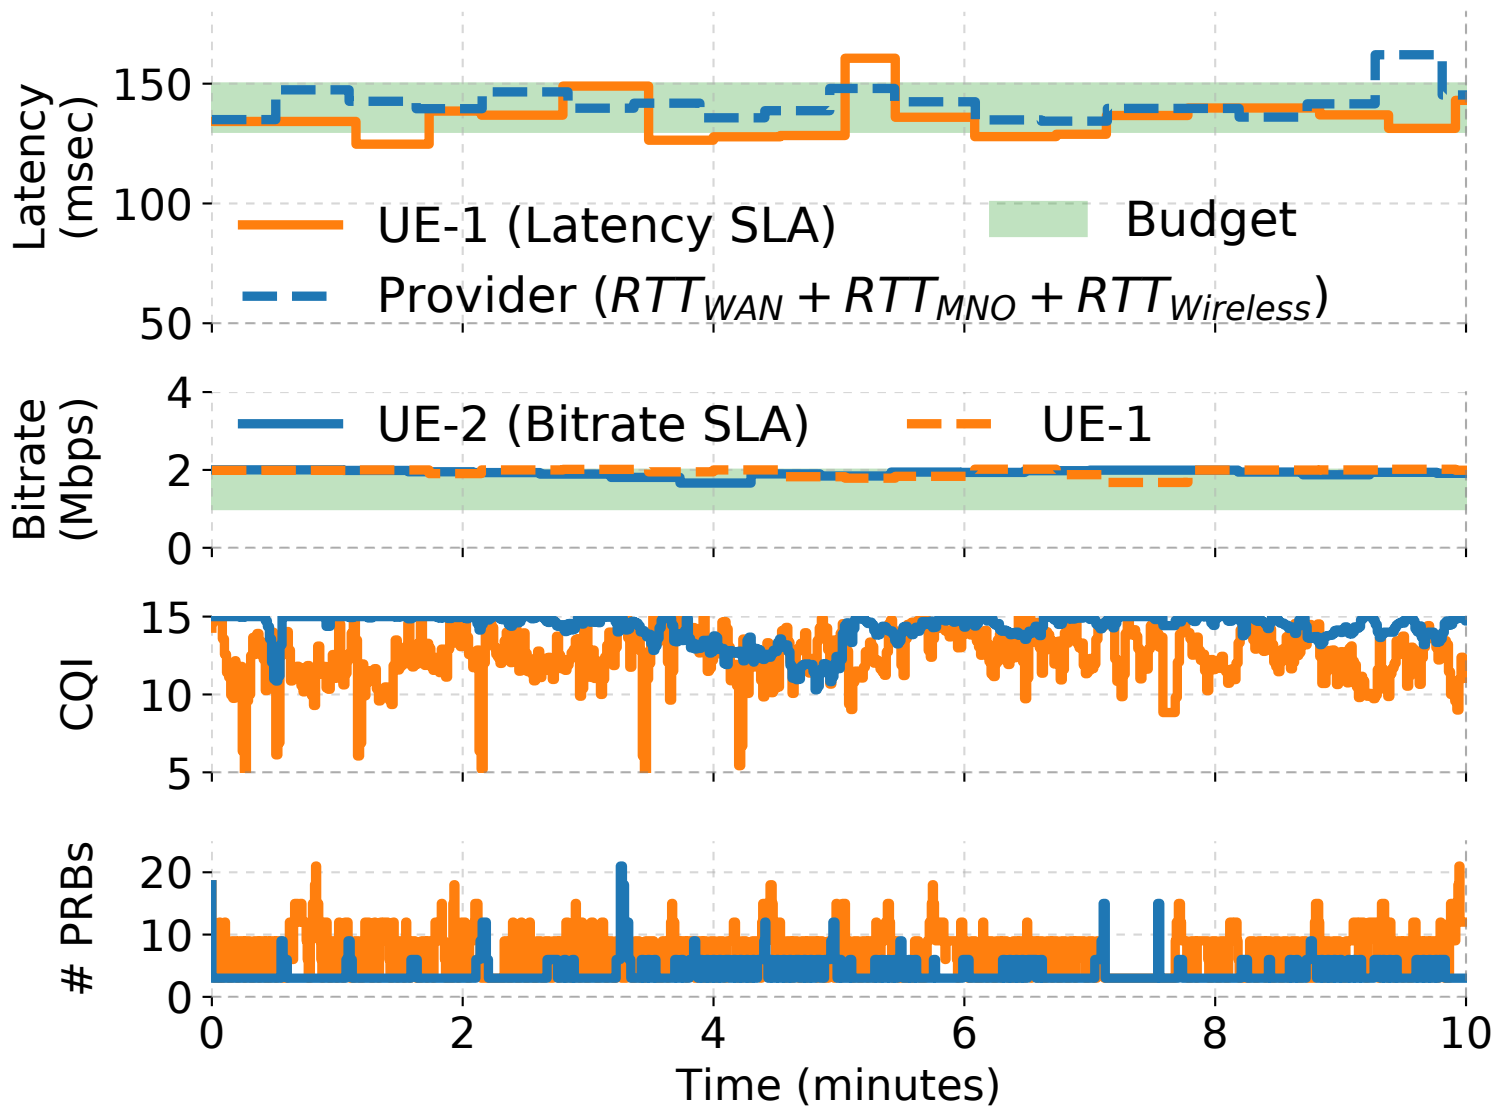 Latency
(msec)
150
100
50
UE-1 (Latency SLA)
Budget
Provider (RTT_WAN + RTT_MNO + RTT_Wireless)
Bitrate
(Mbps)
4
2
0
UE-2 (Bitrate SLA)
UE-1
CQI
15
10
5
# PRBs
20
10
0
0 2 4 6 8 10
Time (minutes)